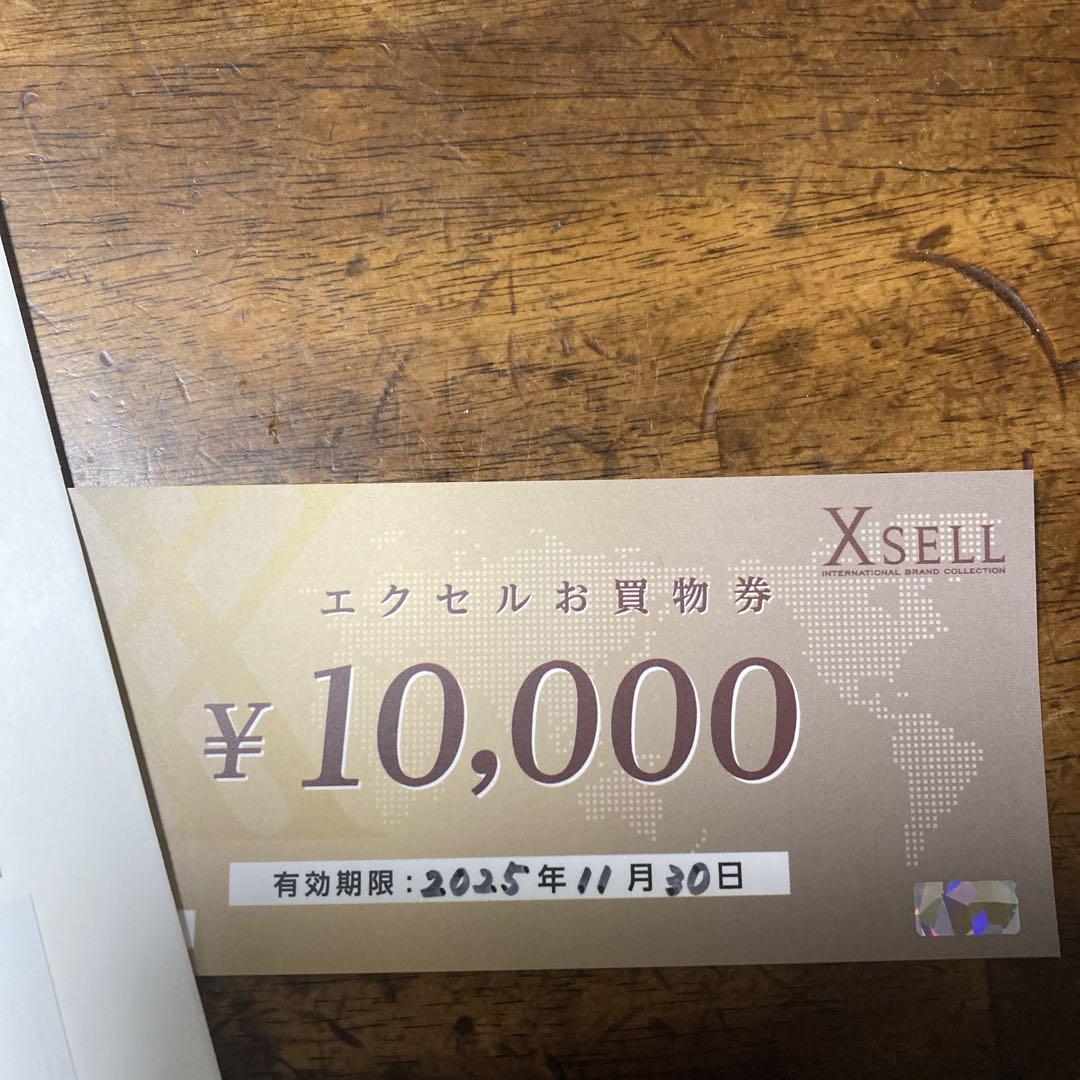 XSELL
INTERNATIONAL BRAND COLLECTION
エクセルお買物券
¥10,000
有効期限:2025年11月30日